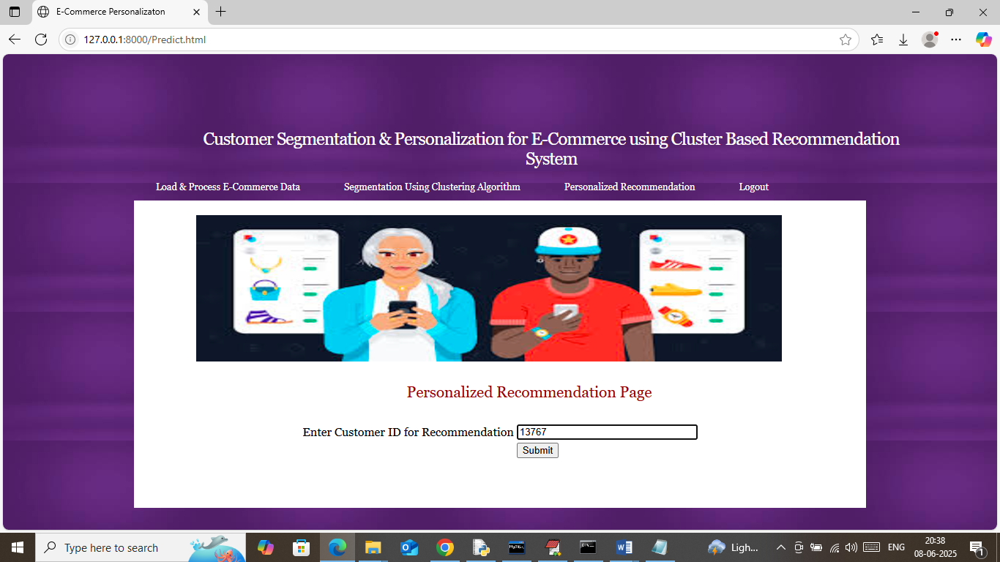 E-Commerce Personalizaton
127.0.0.1:8000/Predict.html
Customer Segmentation & Personalization for E-Commerce using Cluster Based Recommendation
System
Load & Process E-Commerce Data
Segmentation Using Clustering Algorithm
Personalized Recommendation
Logout
Personalized Recommendation Page
Enter Customer ID for Recommendation 13767
Submit
Type here to search
Ligh...
ENG
20:38
08-06-2025
1